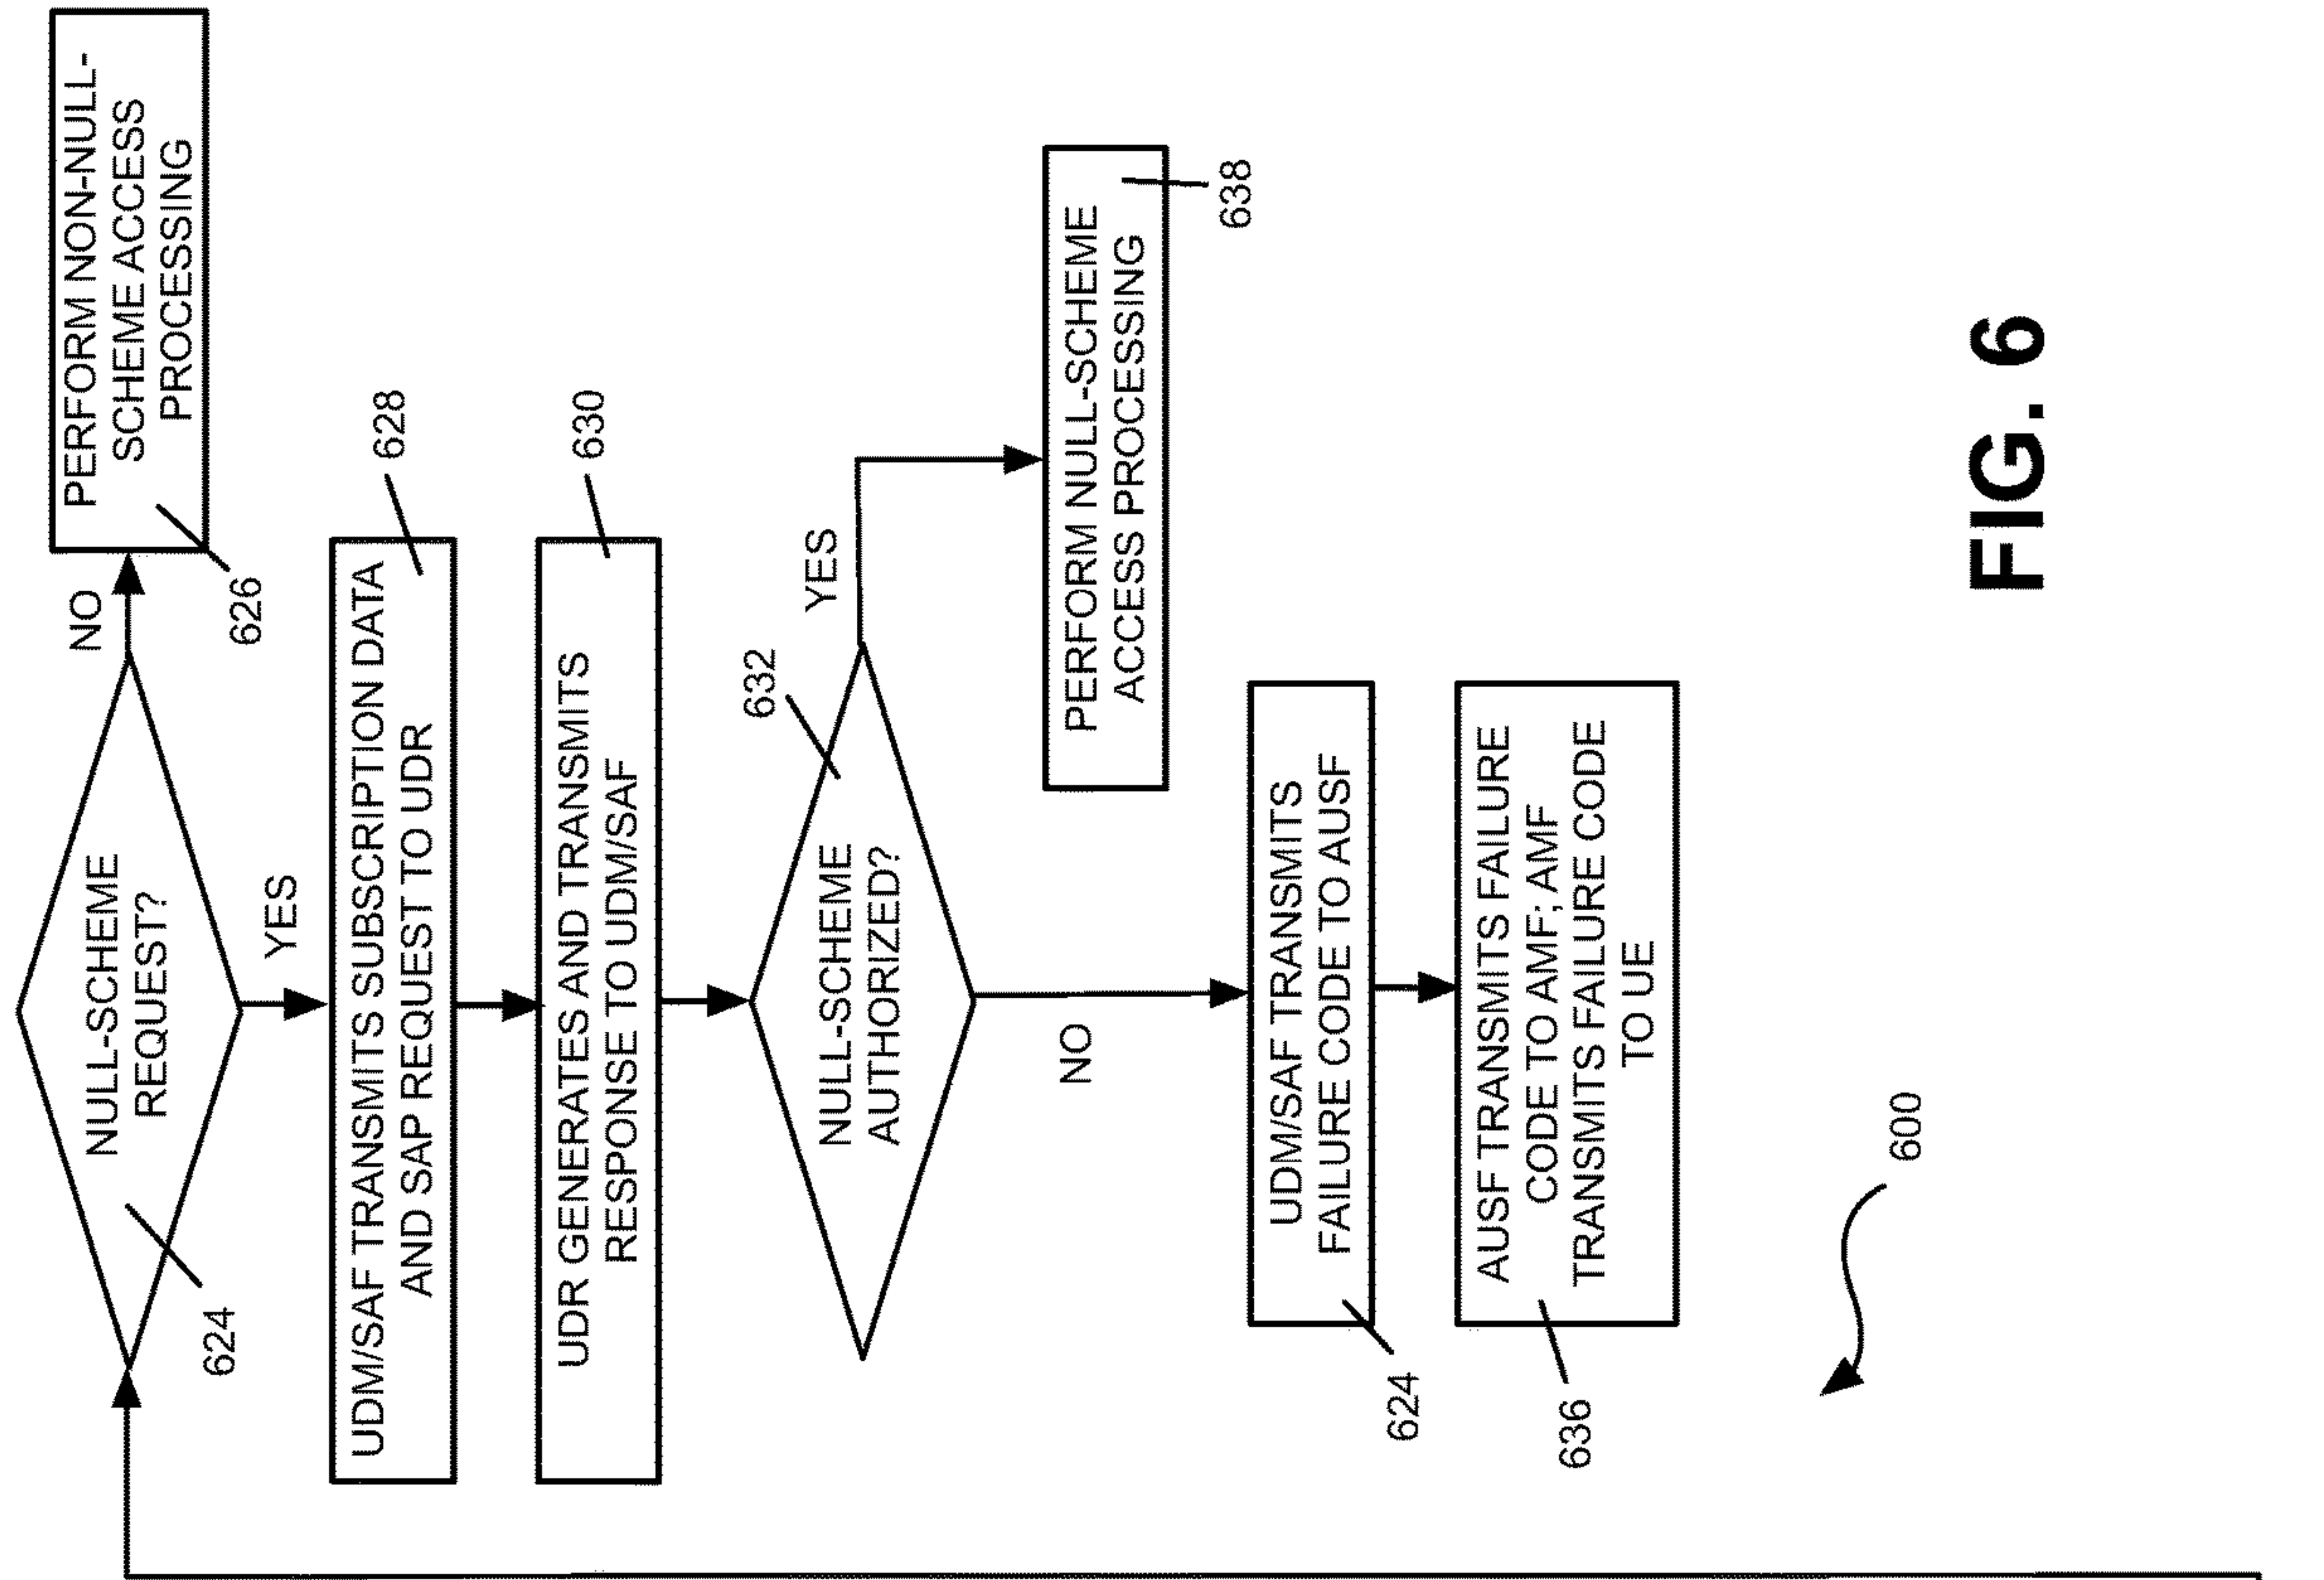 NULL-SCHEME
REQUEST?
624
NO
PERFORM NON-NULL-
SCHEME ACCESS
PROCESSING
626
YES
UDM/SAF TRANSMITS SUBSCRIPTION DATA
AND SAP REQUEST TO UDR
628
UDR GENERATES AND TRANSMITS
RESPONSE TO UDM/SAF
630
NULL-SCHEME
AUTHORIZED?
632
YES
PERFORM NULL-SCHEME
ACCESS PROCESSING
638
NO
UDM/SAF TRANSMITS
FAILURE CODE TO AUSF
624
AUSF TRANSMITS FAILURE
CODE TO AMF; AMF
TRANSMITS FAILURE CODE
TO UE
636
600
FIG. 6